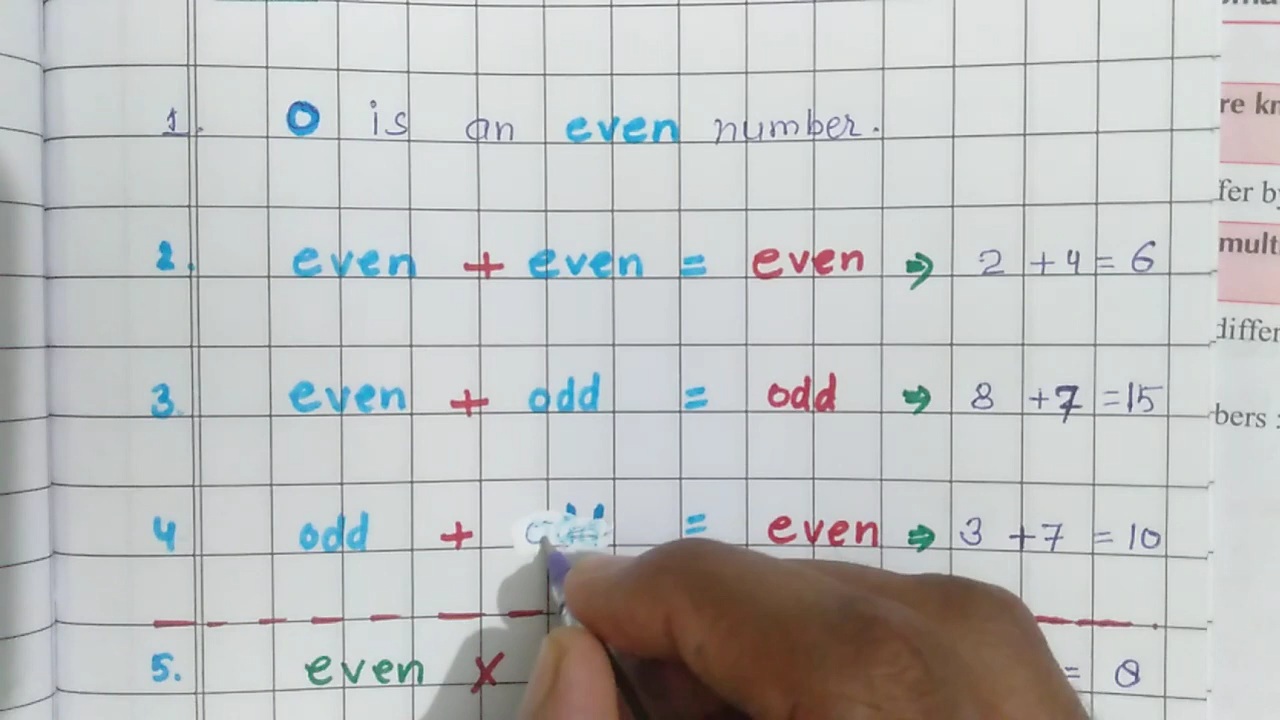 1. 0 is an even number.
2. even + even = even ⇒ 2 + 4 = 6
3. even + odd = odd ⇒ 8 + 7 = 15
4 odd + = even ⇒ 3 + 7 = 10
5. even x = 8
re kn
fer by
mult
differ
bers :